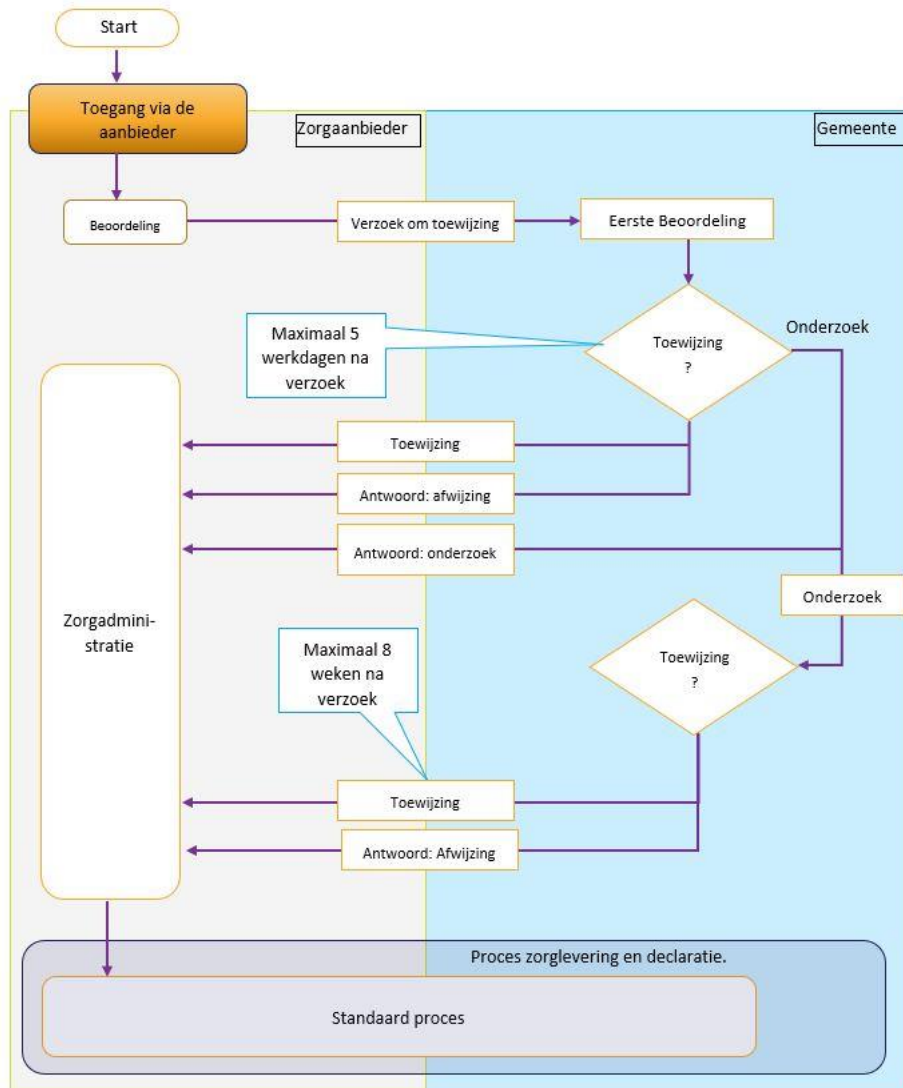 Start
Toegang via de
aanbieder
Zorgaanbieder
Gemeente
Beoordeling
Verzoek om toewijzing
Eerste Beoordeling
Maximaal 5
werkdagen na
verzoek
Toewijzing
?
Onderzoek
Toewijzing
Antwoord: afwijzing
Antwoord: onderzoek
Onderzoek
Zorgadmini-
stratie
Maximaal 8
weken na
verzoek
Toewijzing
?
Toewijzing
Antwoord: Afwijzing
Proces zorglevering en declaratie.
Standaard proces